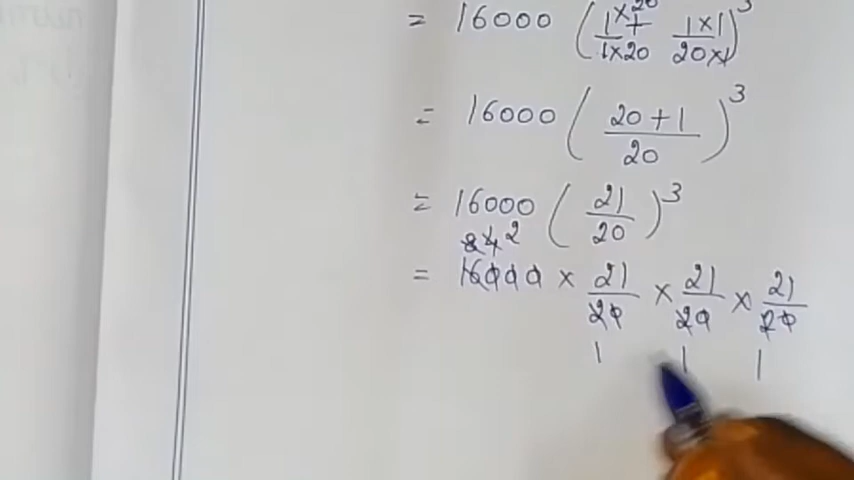 = 16000 (1×20/1×20 + 1×1/20×1)^3
= 16000 (20+1/20)^3
= 16000 (21/20)^3
8 4 2
= 16000 × 21/20 × 21/20 × 21/20
1 1 1